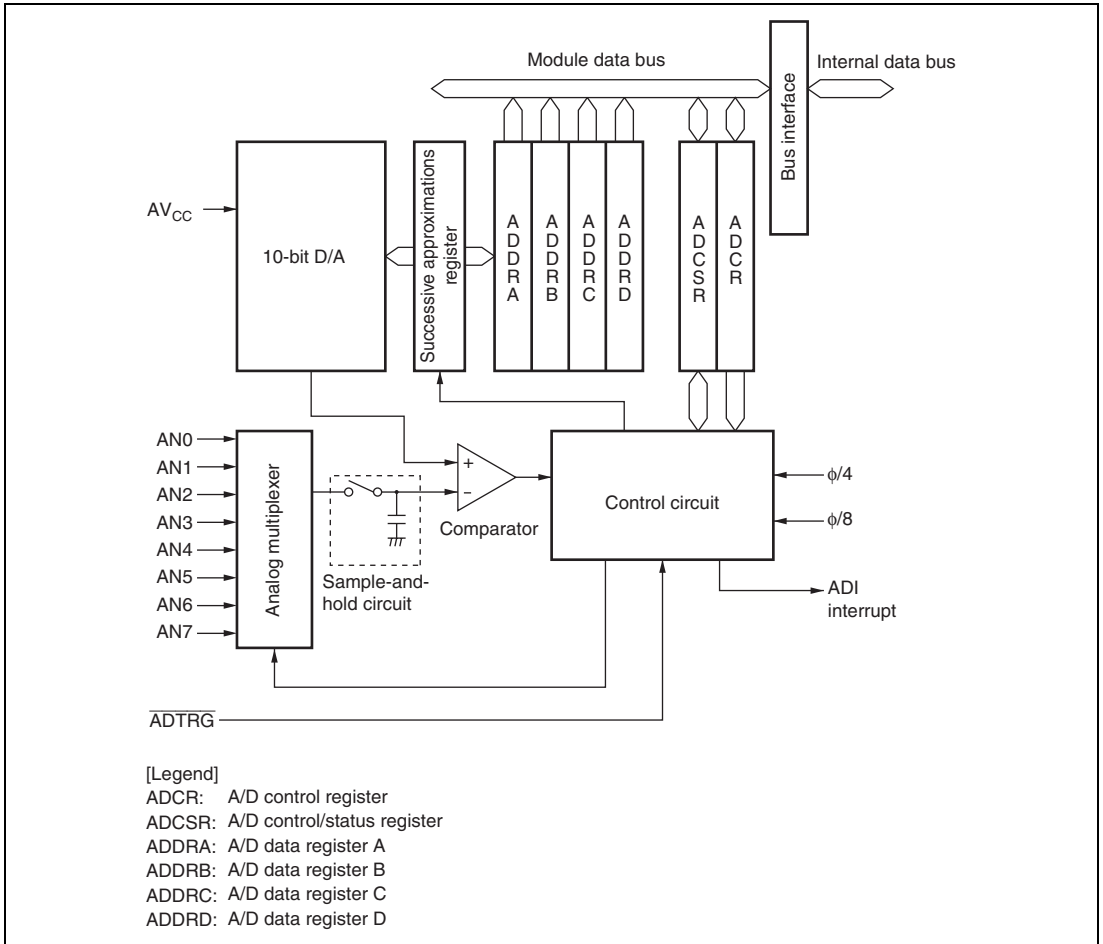 Module data bus
Internal data bus
Bus interface
AVCC
10-bit D/A
Successive approximations
register
ADDRA
ADDRB
ADDRC
ADDRD
ADCSR
ADCR
AN0
AN1
AN2
AN3
AN4
AN5
AN6
AN7
Analog multiplexer
Sample-and-
hold circuit
+
−
Comparator
Control circuit
ϕ/4
ϕ/8
ADI
interrupt
ADTRG
[Legend]
ADCR: A/D control register
ADCSR: A/D control/status register
ADDRA: A/D data register A
ADDRB: A/D data register B
ADDRC: A/D data register C
ADDRD: A/D data register D